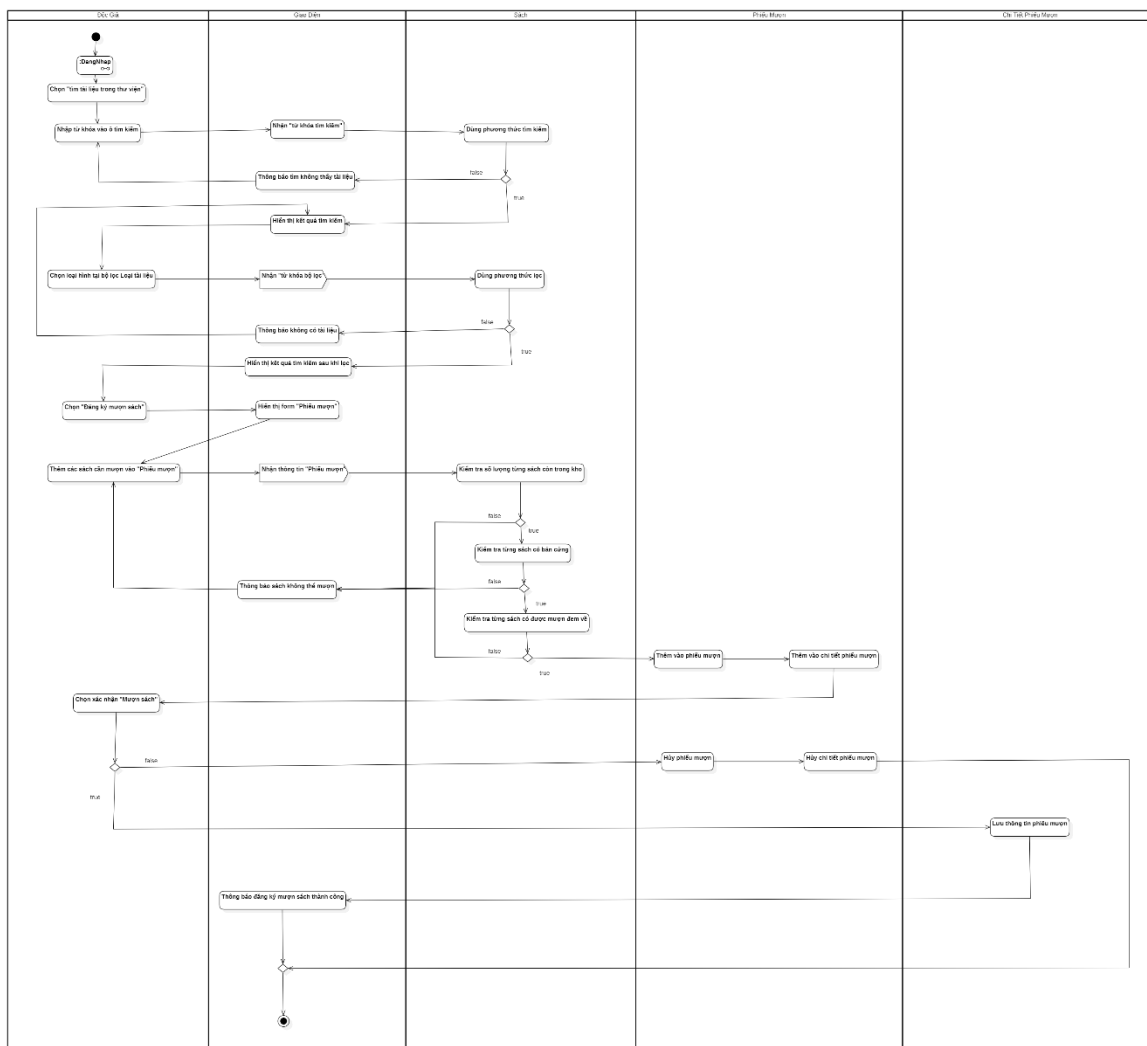 Độc Giả
Giao Diện
Sách
Phiếu Mượn
Chi Tiết Phiếu Mượn
:DangNhap
Chọn "tìm tài liệu trong thư viện"
Nhập từ khóa vào ô tìm kiếm
Nhận "từ khóa tìm kiếm"
Dùng phương thức tìm kiếm
false
Thông báo tìm không thấy tài liệu
true
Hiển thị kết quả tìm kiếm
Chọn loại hình tại bộ lọc Loại tài liệu
Nhận "từ khóa bộ lọc"
Dùng phương thức lọc
false
Thông báo không có tài liệu
true
Hiển thị kết quả tìm kiếm sau khi lọc
Chọn "Đăng ký mượn sách"
Hiển thị form "Phiếu mượn"
Thêm các sách cần mượn vào "Phiếu mượn"
Nhận thông tin "Phiếu mượn"
Kiểm tra số lượng từng sách còn trong kho
false
true
Kiểm tra từng sách có bản cứng
false
Thông báo sách không thể mượn
true
Kiểm tra từng sách có được mượn đem về
false
true
Thêm vào phiếu mượn
Thêm vào chi tiết phiếu mượn
Chọn xác nhận "Mượn sách"
false
Hủy phiếu mượn
Hủy chi tiết phiếu mượn
true
Lưu thông tin phiếu mượn
Thông báo đăng ký mượn sách thành công